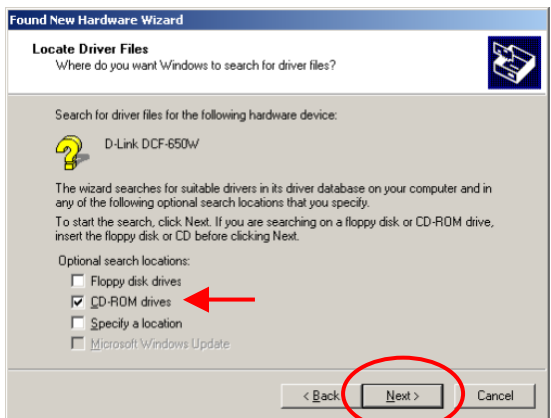 Found New Hardware Wizard
Locate Driver Files
Where do you want Windows to search for driver files?
Search for driver files for the following hardware device:
D-Link DCF-650W
The wizard searches for suitable drivers in its driver database on your computer and in
any of the following optional search locations that you specify.
To start the search, click Next. If you are searching on a floppy disk or CD-ROM drive,
insert the floppy disk or CD before clicking Next.
Optional search locations:
Floppy disk drives
CD-ROM drives
Specify a location
Microsoft Windows Update
< Back Next > Cancel